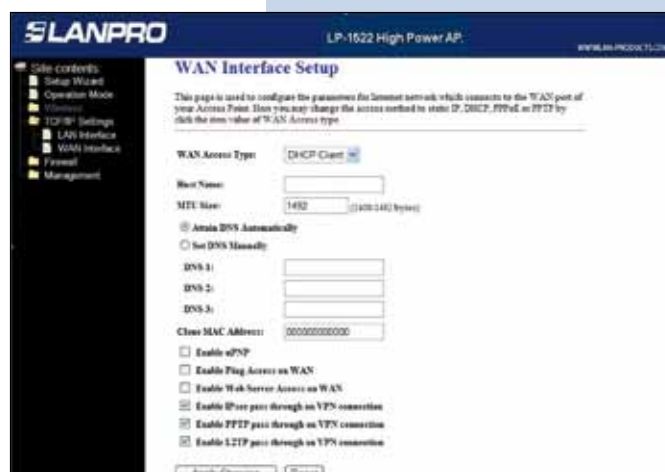 LANPRO
LP-1522 High Power AP.
Site contents:
Setup Wizard
Operation Mode
Wireless
TCP/IP Settings
LAN Interface
WAN Interface
Firewall
Management
WAN Interface Setup
This page is used to configure the parameters for Internet network which connects to the WAN port of
your Access Point. Here you may change the access method to static IP, DHCP, PPPoE or PPTP by
click the item value of WAN Access type.
WAN Access Type: DHCP Client
Host Name:
MTU Size: 1492 (1400-1492 bytes)
Attain DNS Automatically
Set DNS Manually
DNS 1:
DNS 2:
DNS 3:
Clone MAC Address: 000000000000
Enable uPNP
Enable Ping Access on WAN
Enable Web Server Access on WAN
Enable IPsec pass through on VPN connection
Enable PPTP pass through on VPN connection
Enable L2TP pass through on VPN connection